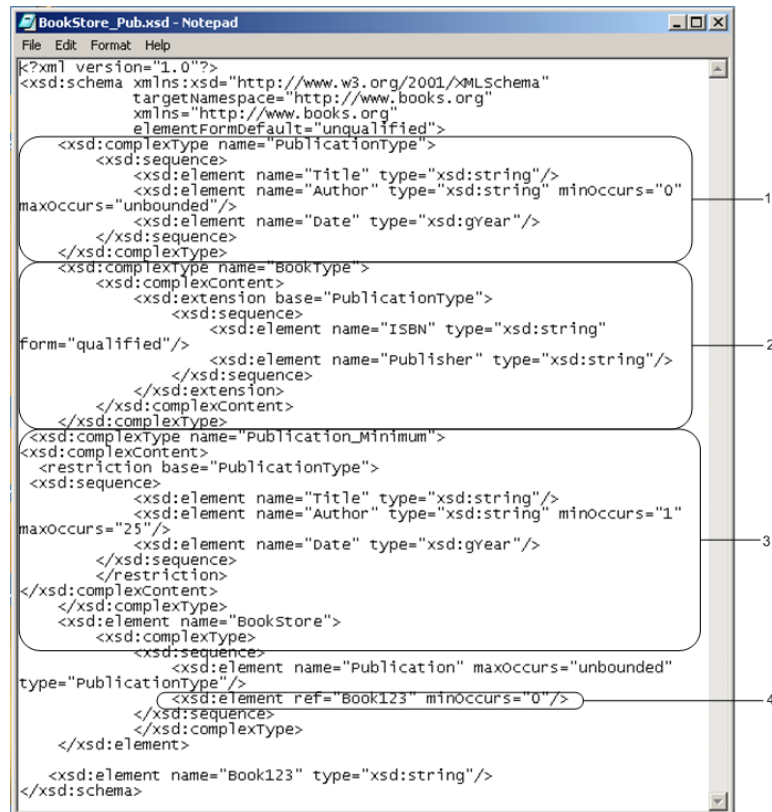 BookStore_Pub.xsd - Notepad
File Edit Format Help
<?xml version="1.0"?>
<xsd:schema xmlns:xsd="http://www.w3.org/2001/XMLSchema"
targetNamespace="http://www.books.org"
xmlns="http://www.books.org"
elementFormDefault="unqualified">
<xsd:complexType name="PublicationType">
<xsd:sequence>
<xsd:element name="Title" type="xsd:string"/>
<xsd:element name="Author" type="xsd:string" minOccurs="0"
maxOccurs="unbounded"/>
1
<xsd:element name="Date" type="xsd:gYear"/>
</xsd:sequence>
</xsd:complexType>
<xsd:complexType name="BookType">
<xsd:complexContent>
<xsd:extension base="PublicationType">
<xsd:sequence>
<xsd:element name="ISBN" type="xsd:string"
form="qualified"/>
2
<xsd:element name="Publisher" type="xsd:string"/>
</xsd:sequence>
</xsd:extension>
</xsd:complexContent>
</xsd:complexType>
<xsd:complexType name="Publication_Minimum">
<xsd:complexContent>
<restriction base="PublicationType">
<xsd:sequence>
<xsd:element name="Title" type="xsd:string"/>
<xsd:element name="Author" type="xsd:string" minOccurs="1"
maxOccurs="25"/>
<xsd:element name="Date" type="xsd:gYear"/>
3
</xsd:sequence>
</restriction>
</xsd:complexContent>
</xsd:complexType>
<xsd:element name="BookStore">
<xsd:complexType>
<xsd:sequence>
<xsd:element name="Publication" maxOccurs="unbounded"
type="PublicationType"/>
<xsd:element ref="Book123" minOccurs="0"/>
4
</xsd:sequence>
</xsd:complexType>
</xsd:element>
<xsd:element name="Book123" type="xsd:string"/>
</xsd:schema>